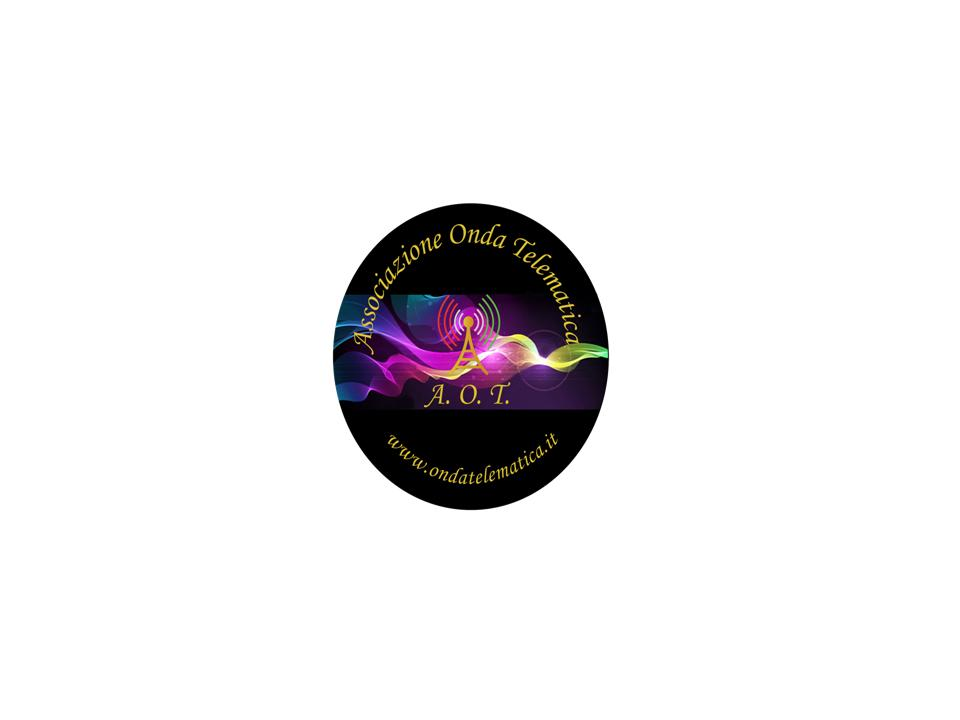 Associazione Onda Telematica
A. O. T.
www.ondatelematica.it